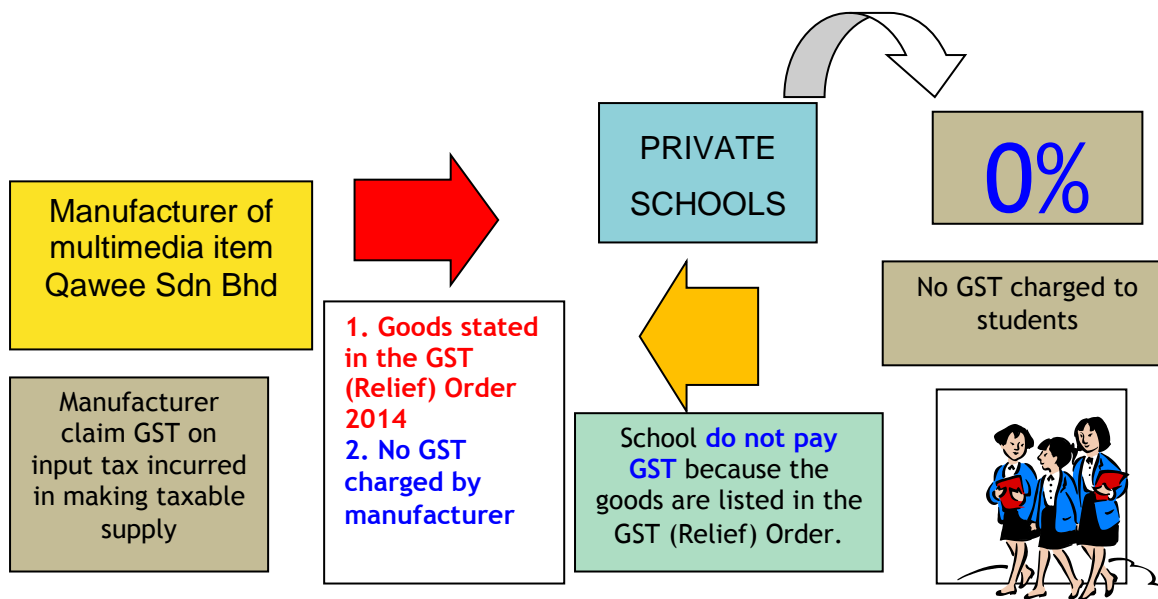 Manufacturer of
multimedia item
Qawee Sdn Bhd
Manufacturer
claim GST on
input tax incurred
in making taxable
supply
1. Goods stated
in the GST
(Relief) Order
2014
2. No GST
charged by
manufacturer
PRIVATE
SCHOOLS
School do not pay
GST because the
goods are listed in the
GST (Relief) Order.
0%
No GST charged to
students